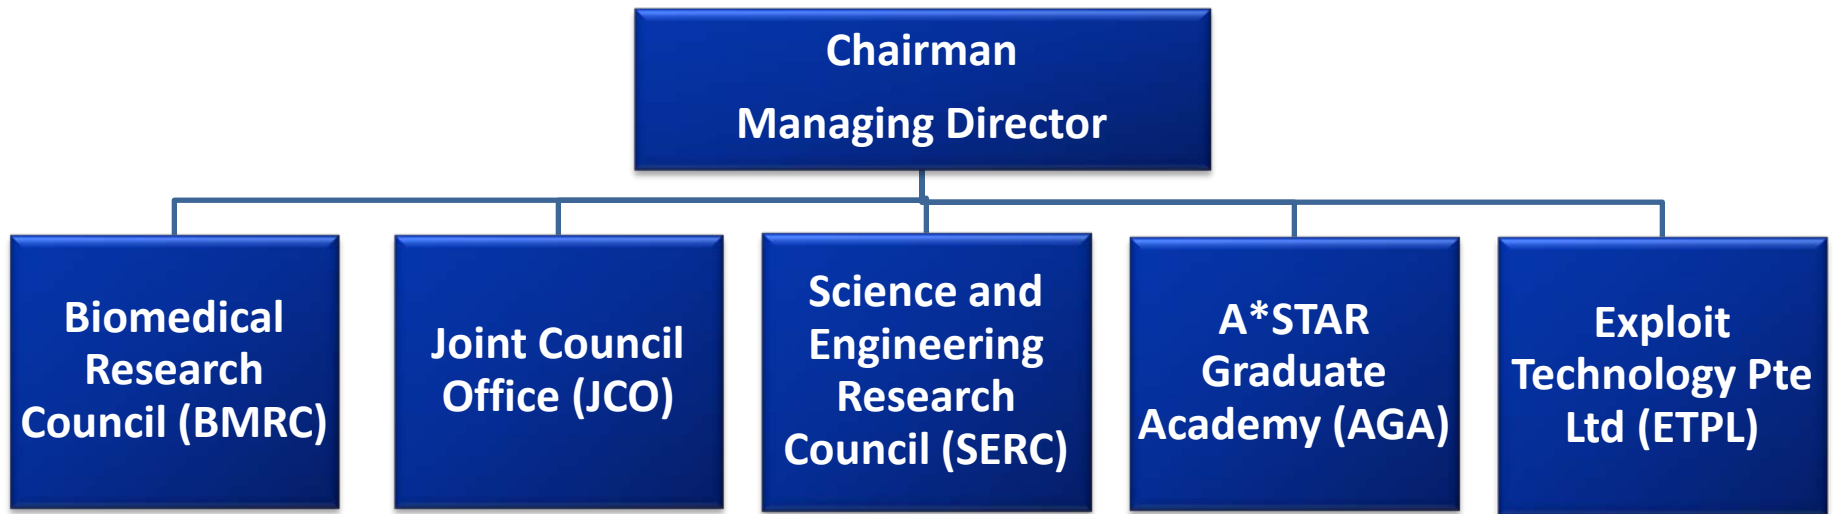 Chairman
Managing Director
Biomedical
Research
Council (BMRC)
Joint Council
Office (JCO)
Science and
Engineering
Research
Council (SERC)
A*STAR
Graduate
Academy (AGA)
Exploit
Technology Pte
Ltd (ETPL)